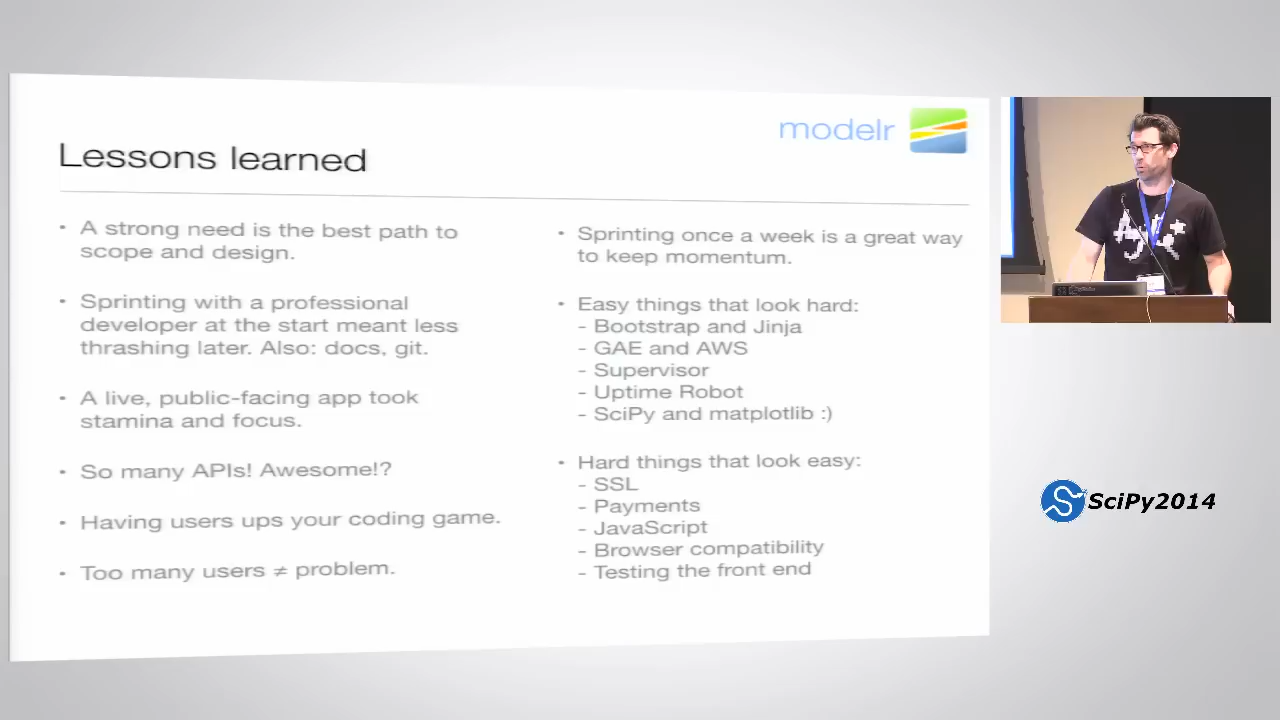 modelr
Lessons learned
• A strong need is the best path to
scope and design.
• Sprinting with a professional
developer at the start meant less
thrashing later. Also: docs, git.
• A live, public-facing app took
stamina and focus.
• So many APIs! Awesome!?
• Having users ups your coding game.
• Too many users ≠ problem.
• Sprinting once a week is a great way
to keep momentum.
• Easy things that look hard:
- Bootstrap and Jinja
- GAE and AWS
- Supervisor
- Uptime Robot
- SciPy and matplotlib :)
• Hard things that look easy:
- SSL
- Payments
- JavaScript
- Browser compatibility
- Testing the front end
SciPy2014